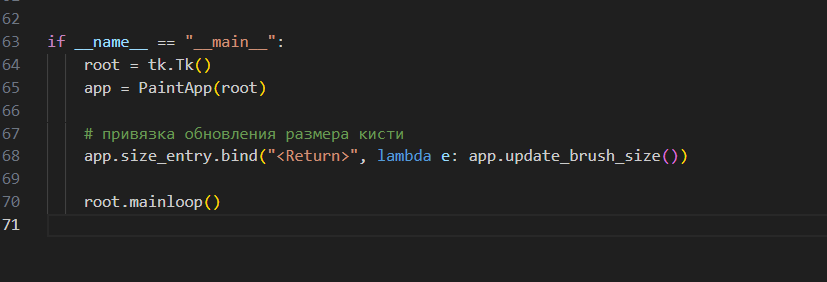 62
63 if __name__ == "__main__":
64     root = tk.Tk()
65     app = PaintApp(root)
66
67     # привязка обновления размера кисти
68     app.size_entry.bind("<Return>", lambda e: app.update_brush_size())
69
70     root.mainloop()
71